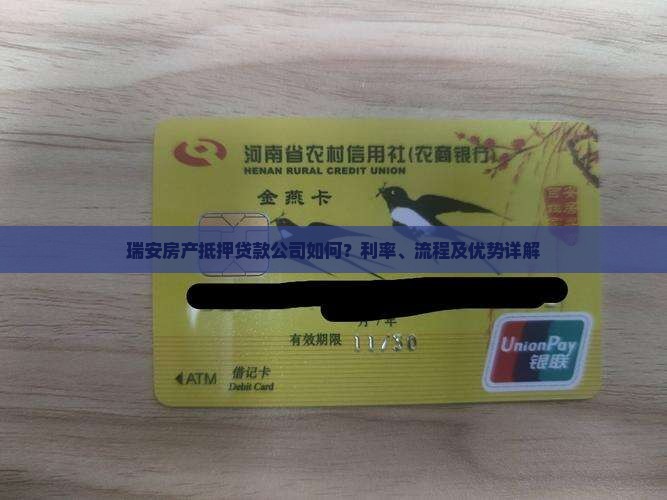 河南省农村信用社(农商银行)
HENAN RURAL CREDIT UNION
金燕卡
瑞安房产抵押贷款公司如何？利率、流程及优势详解
月/年
有效期限 11/30
ATM 借记卡
Debit Card
UnionPay
银联